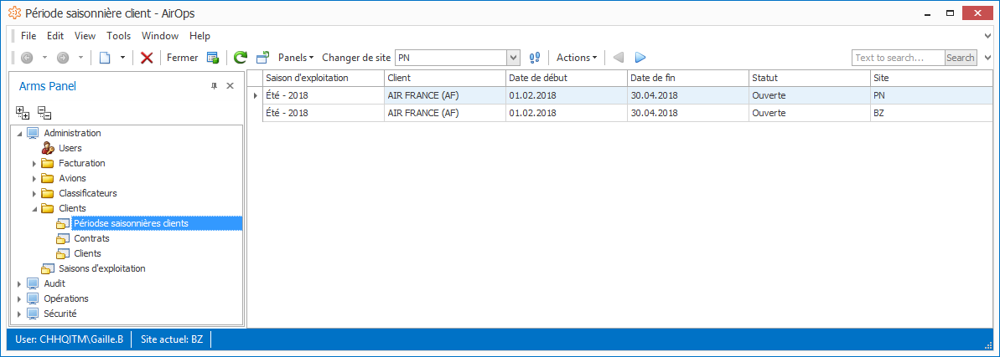 Période saisonnière client - AirOps
File Edit View Tools Window Help
Fermer Panels Changer de site PN Actions Text to search... Search
Arms Panel
Saison d'exploitation Client Date de début Date de fin Statut Site
Été - 2018 AIR FRANCE (AF) 01.02.2018 30.04.2018 Ouverte PN
Été - 2018 AIR FRANCE (AF) 01.02.2018 30.04.2018 Ouverte BZ
Administration
Users
Facturation
Avions
Classificateurs
Clients
Périodse saisonnières clients
Contrats
Clients
Saisons d'exploitation
Audit
Opérations
Sécurité
User: CHHQITM\Gaille.B Site actuel: BZ